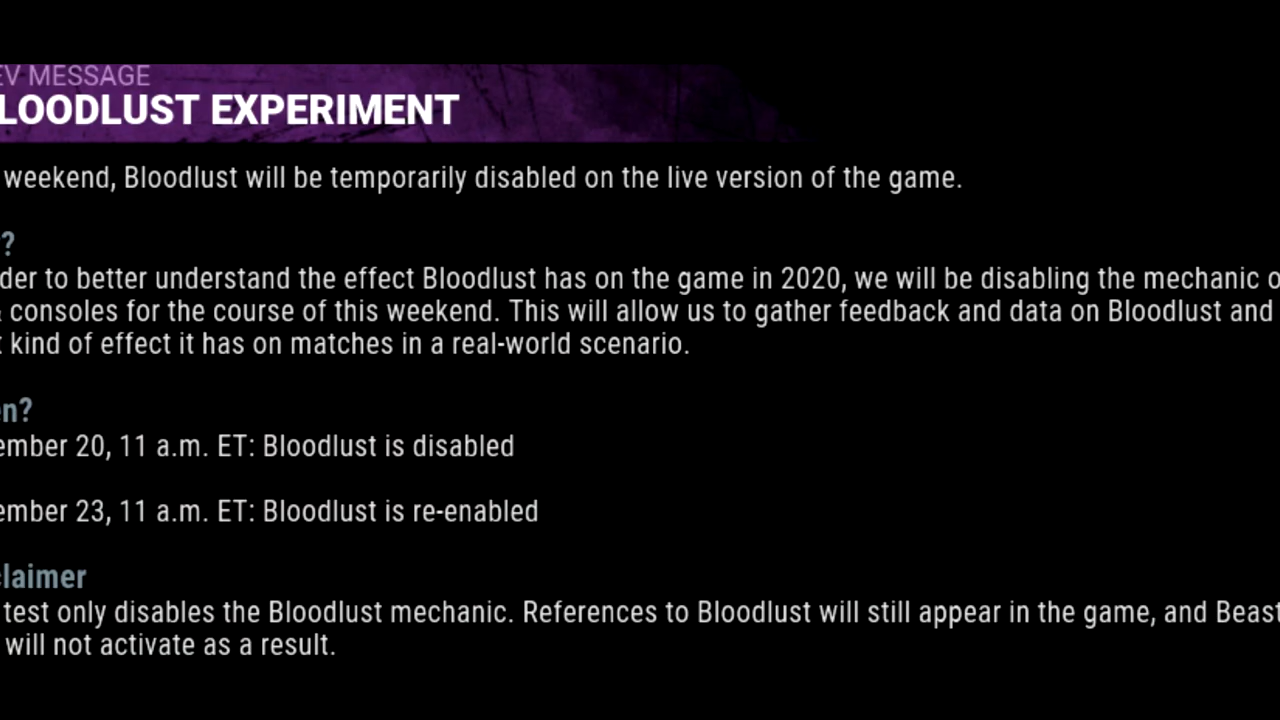 EV MESSAGE
LOODLUST EXPERIMENT
weekend, Bloodlust will be temporarily disabled on the live version of the game.
?
der to better understand the effect Bloodlust has on the game in 2020, we will be disabling the mechanic o
consoles for the course of this weekend. This will allow us to gather feedback and data on Bloodlust and
kind of effect it has on matches in a real-world scenario.
en?
ember 20, 11 a.m. ET: Bloodlust is disabled
ember 23, 11 a.m. ET: Bloodlust is re-enabled
claimer
test only disables the Bloodlust mechanic. References to Bloodlust will still appear in the game, and Beast
will not activate as a result.